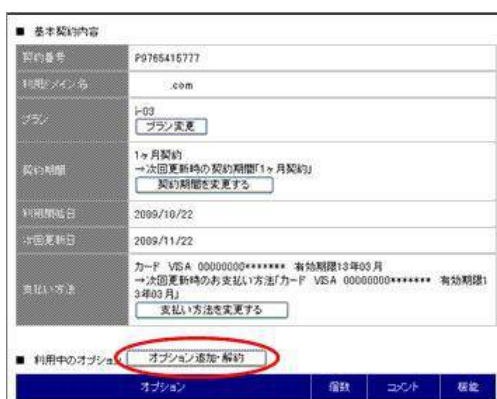 ■ 基本契約内容
契約番号 P9765415777
利用ドメイン名 .com
プラン i-03
プラン変更
契約期間 1ヶ月契約
→次回更新時の契約期間「1ヶ月契約」
契約期間を変更する
利用開始日 2009/10/22
次回更新日 2009/11/22
支払い方法 カード VISA 00000000******* 有効期限13年03月
→次回更新時のお支払い方法「カード VISA 00000000******* 有効期限1
3年03月」
支払い方法を変更する
■ 利用中のオプション オプション追加・解約
オプション 個数 コメント 機能